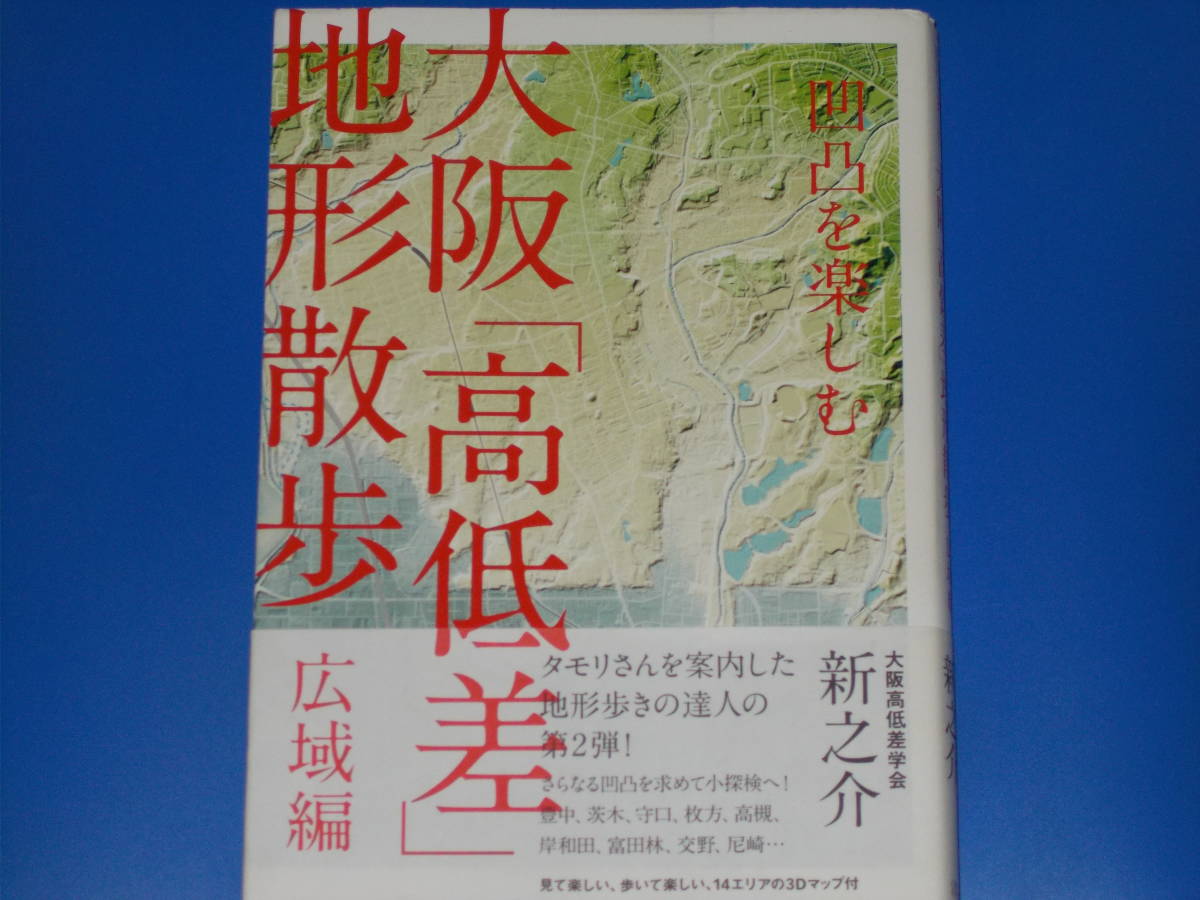 凹凸を楽しむ
大阪「高低差」
地形散歩
広域編
大阪高低差学会
新之介
タモリさんを案内した
地形歩きの達人の
第2弾!
さらなる凹凸を求めて小探検へ!
豊中、茨木、守口、枚方、高槻、
岸和田、富田林、交野、尼崎…
見て楽しい、歩いて楽しい、14エリアの3Dマップ付
新之介